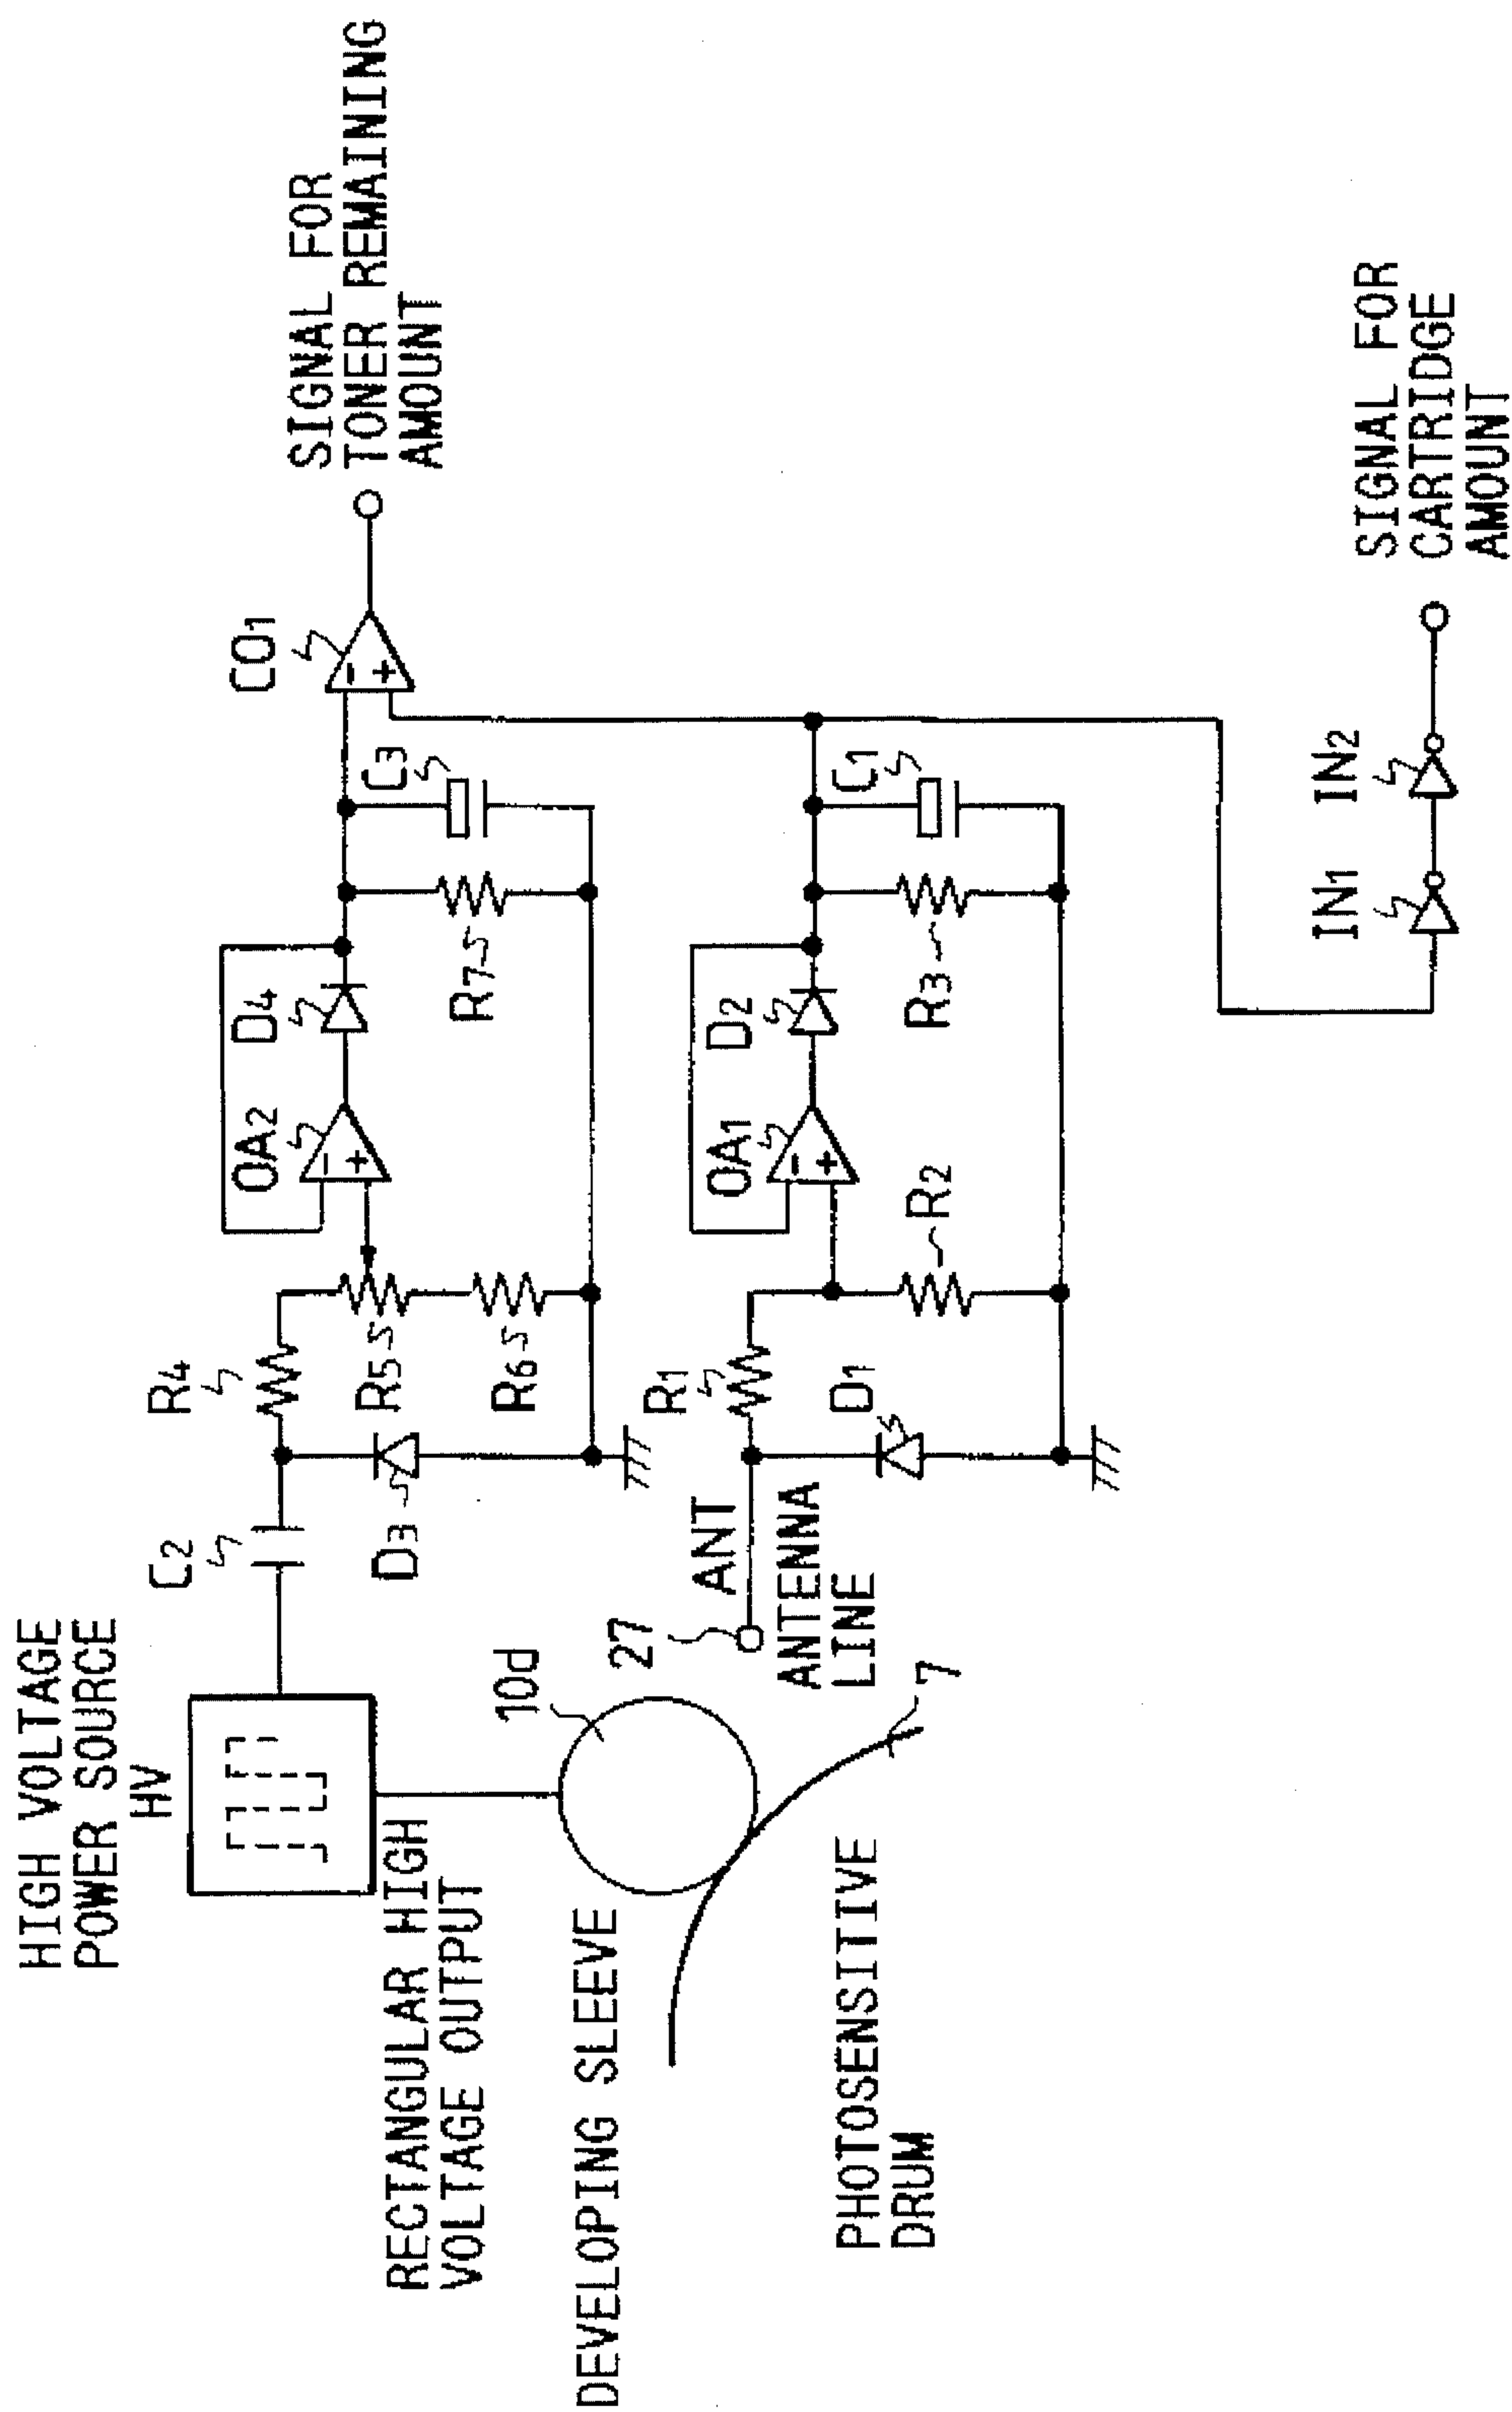 HIGH VOLTAGE
POWER SOURCE
HV
RECTANGULAR HIGH
VOLTAGE OUTPUT
DEVELOPING SLEEVE
10d
PHOTOSENSITIVE
DRUM
7
27
ANT
ANTENNA
LINE
C2
R4
D3
R5
R6
OA2
-
+
D4
R7
C3
CO1
-
+
SIGNAL FOR
TONER REMAINING
AMOUNT
R1
D1
R2
OA1
-
+
D2
R3
C1
IN1
IN2
SIGNAL FOR
CARTRIDGE
AMOUNT